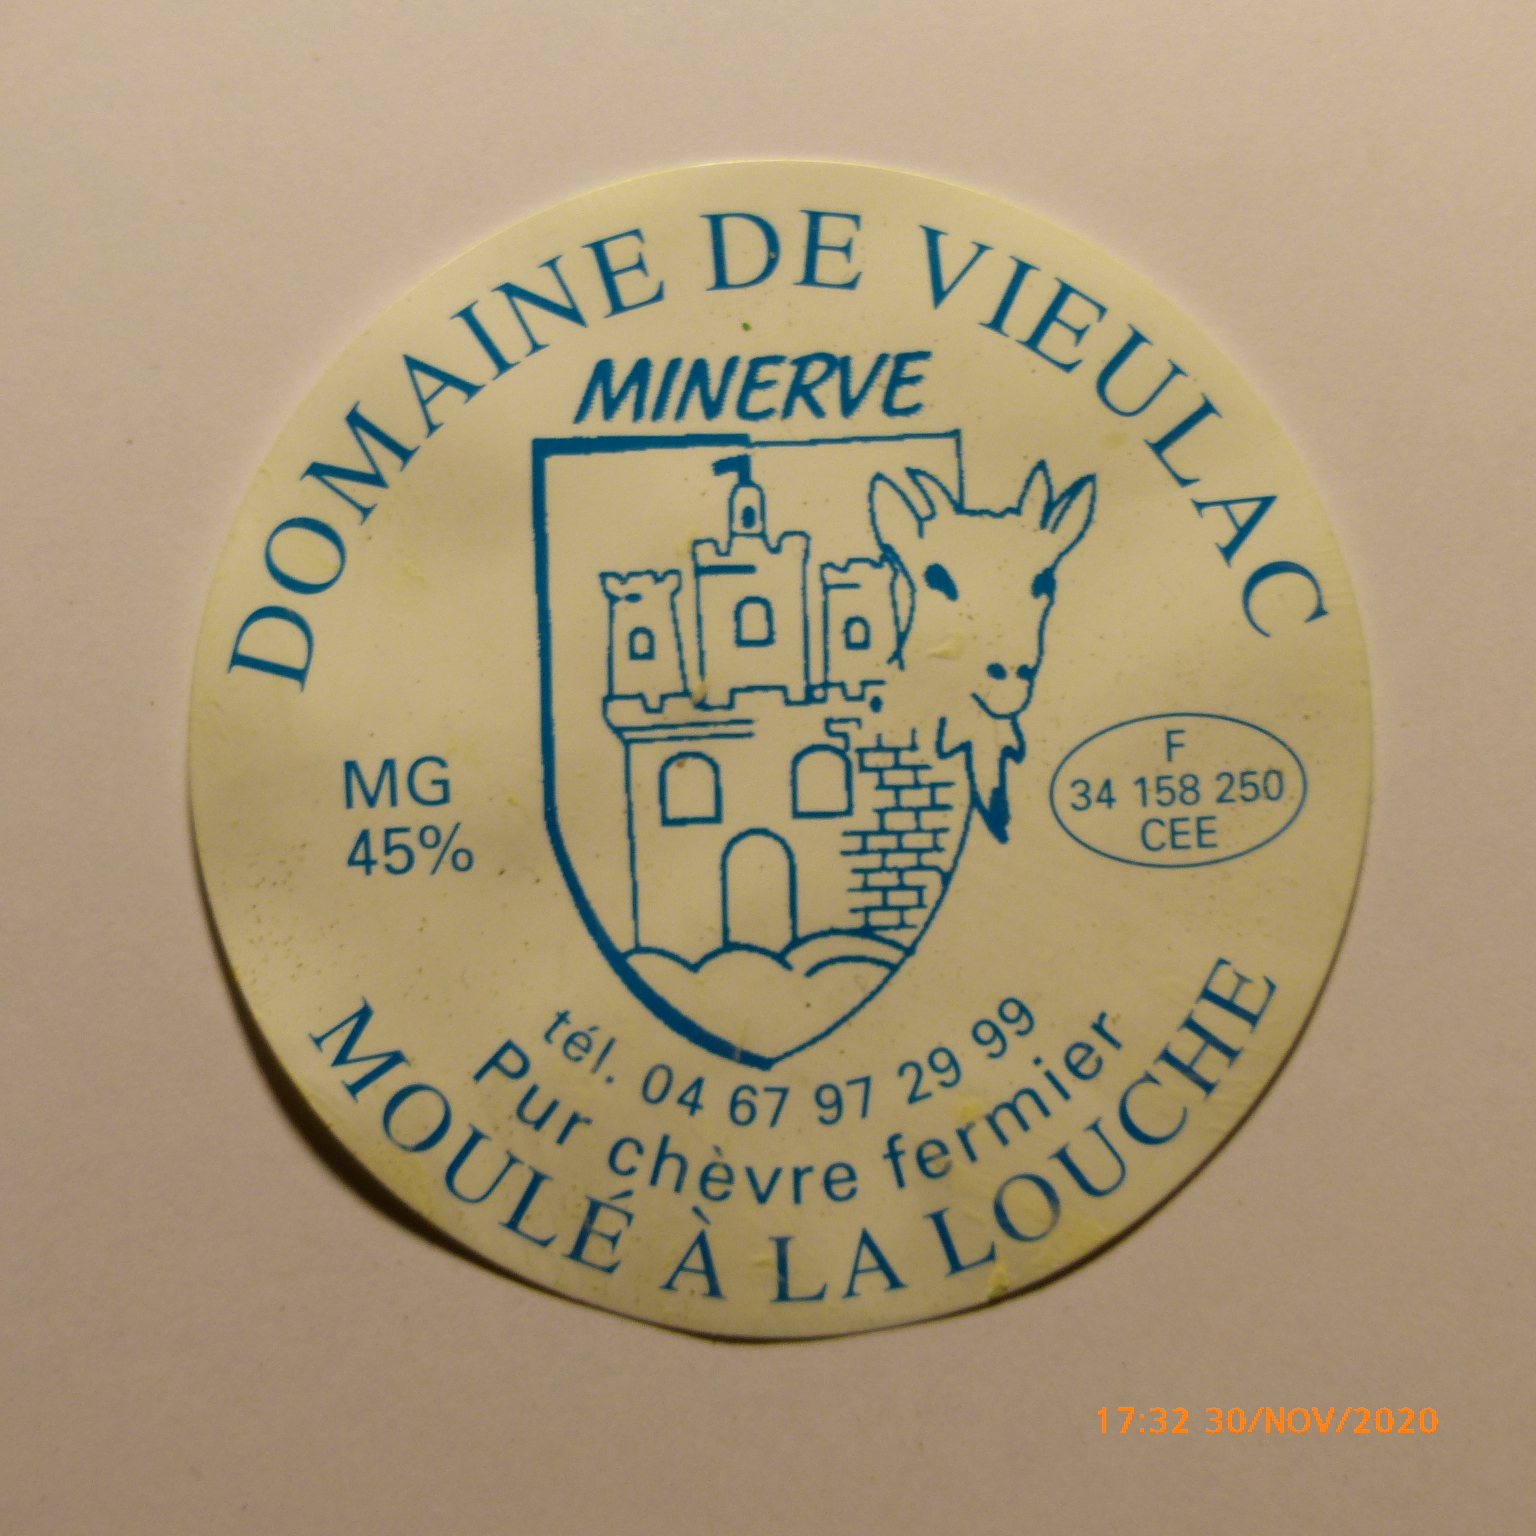 DOMAINE DE VIEULAC
MINERVE
MG
45%
F
34 158 250
CEE
tél. 04 67 97 29 99
Pur chèvre fermier
MOULÉ À LA LOUCHE
17:32 30/NOV/2020